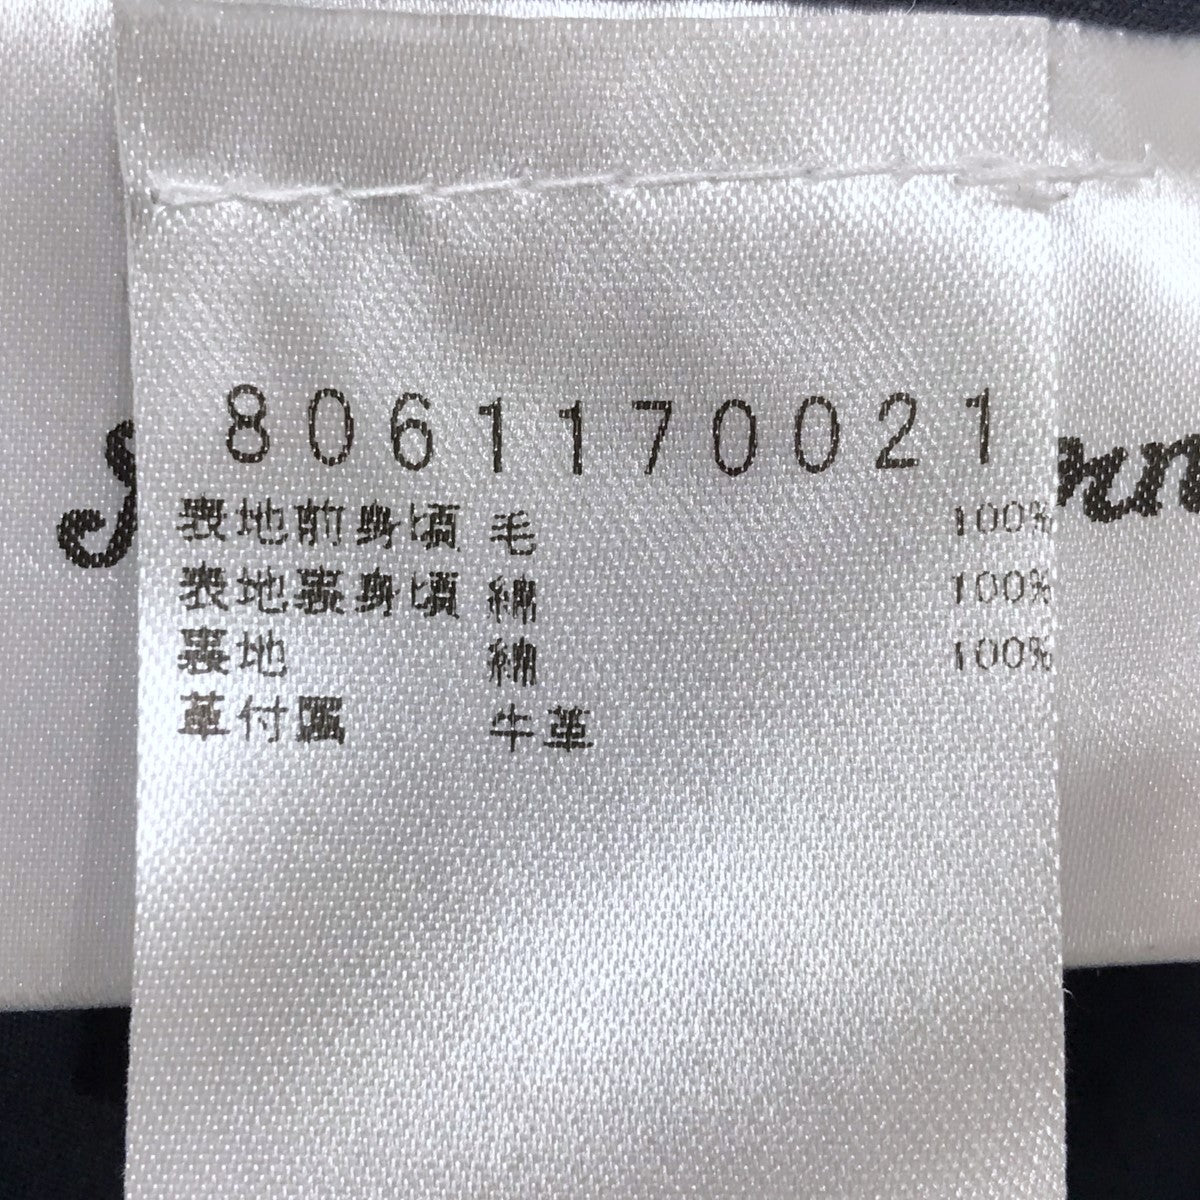 8061170021
表地前身頃 毛 100%
表地裏身頃 綿 100%
裏地 綿 100%
革付属 牛革